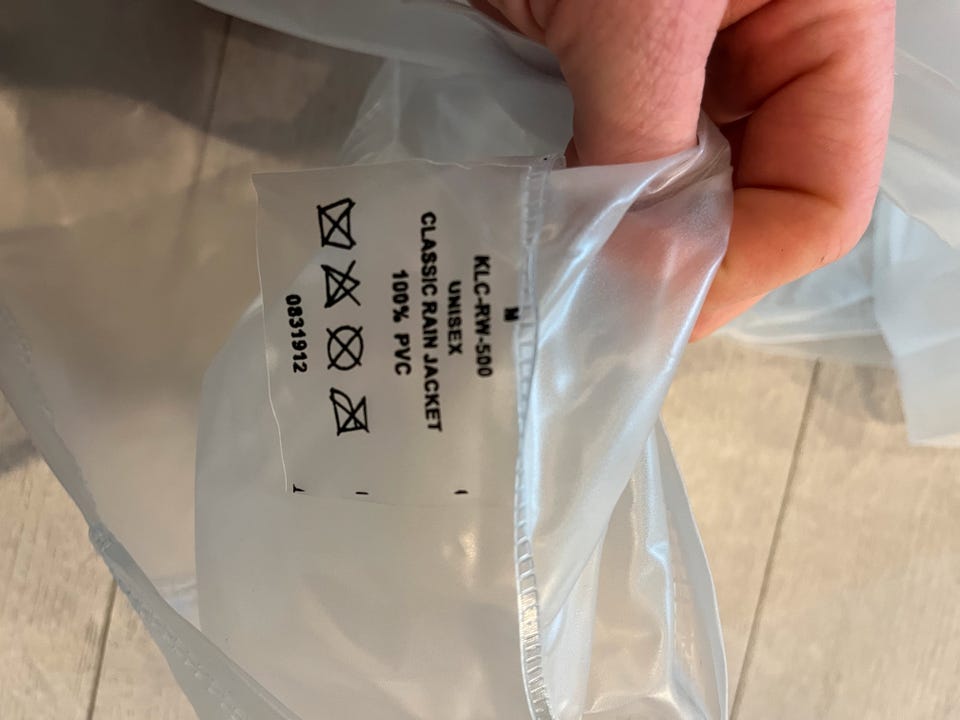 M
KLC-RW-500
UNISEX
CLASSIC RAIN JACKET
100% PVC
0831912